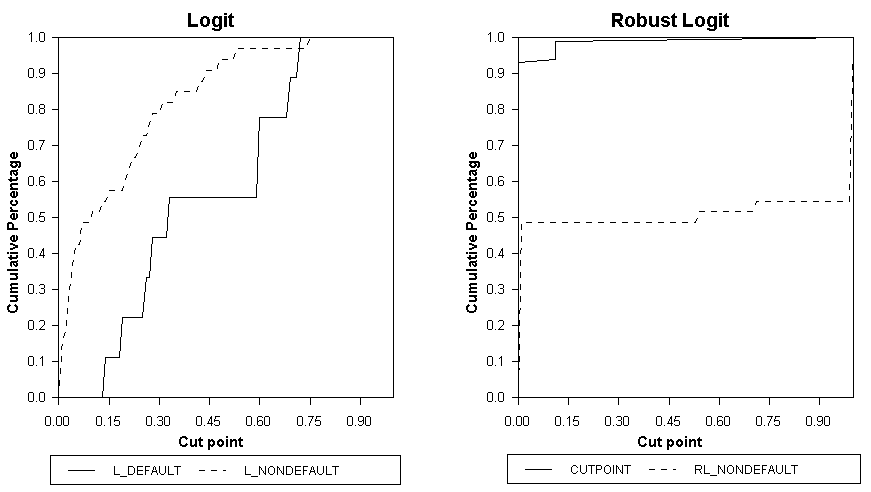 Logit
1.0
0.9
0.8
0.7
0.6
0.5
0.4
0.3
0.2
0.1
0.0
Cumulative Percentage
0.00 0.15 0.30 0.45 0.60 0.75 0.90
Cut point
L_DEFAULT L_NONDEFAULT
Robust Logit
1.0
0.9
0.8
0.7
0.6
0.5
0.4
0.3
0.2
0.1
0.0
Cumulative Percentage
0.00 0.15 0.30 0.45 0.60 0.75 0.90
Cut point
CUTPOINT RL_NONDEFAULT